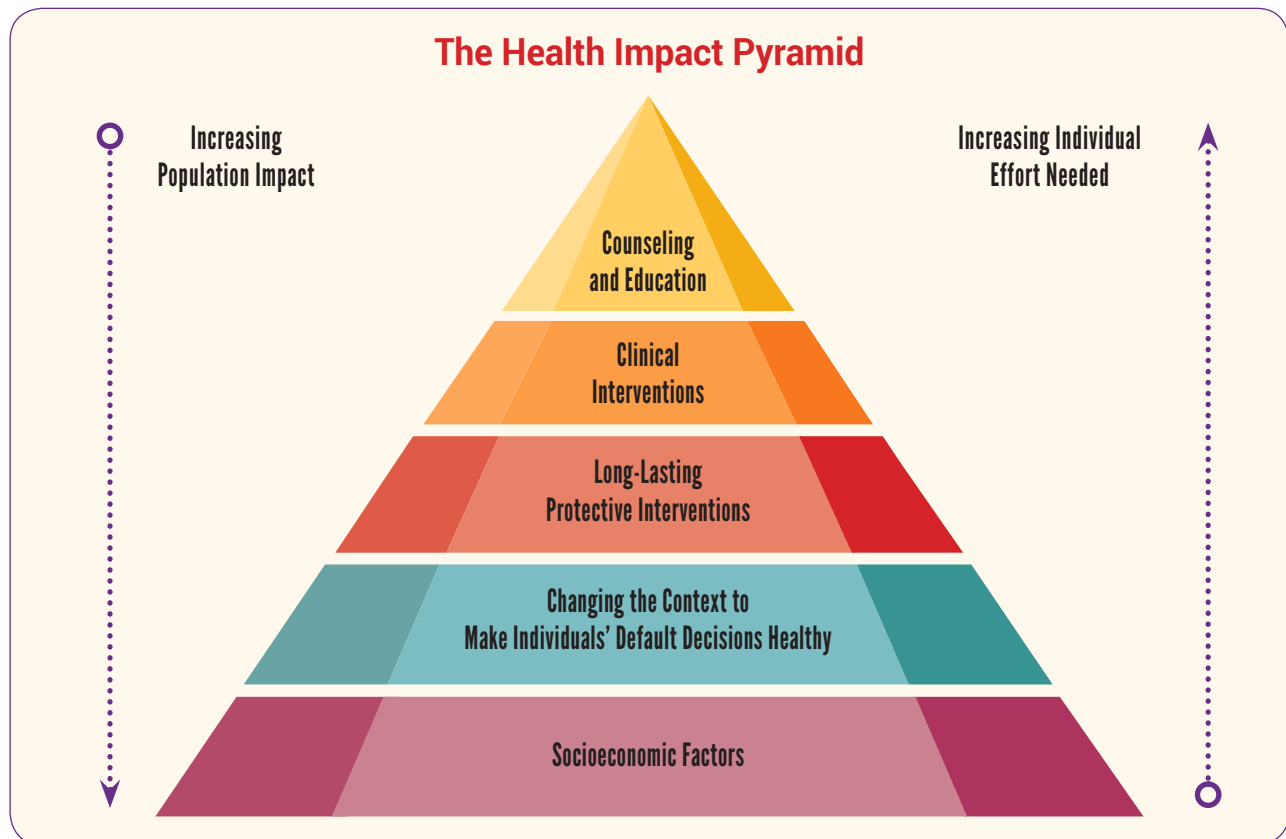 The Health Impact Pyramid
Increasing
Population Impact
Increasing Individual
Effort Needed
Counseling
and Education
Clinical
Interventions
Long-Lasting
Protective Interventions
Changing the Context to
Make Individuals’ Default Decisions Healthy
Socioeconomic Factors